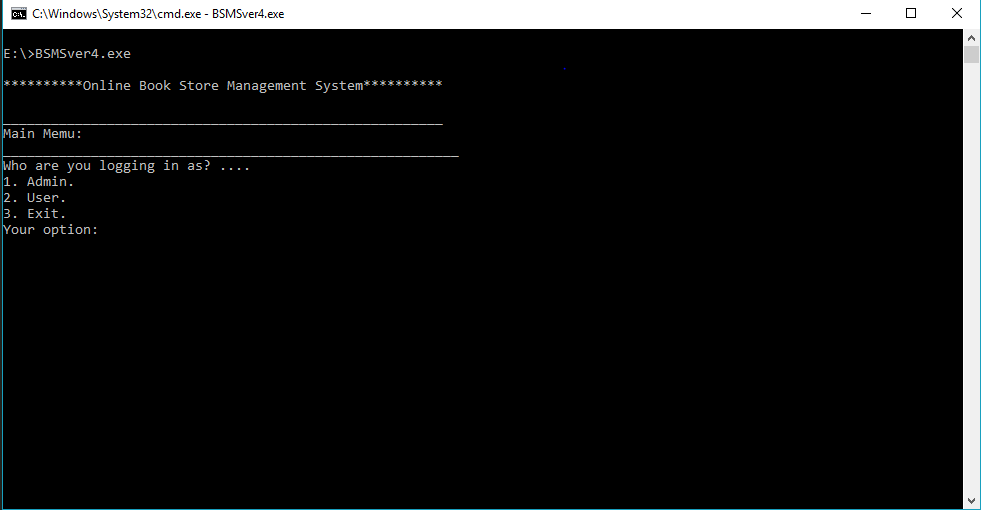 C:\Windows\System32\cmd.exe - BSMSver4.exe
E:\>BSMSver4.exe
**********Online Book Store Management System**********
_______________________________________________________
Main Memu:
_________________________________________________________
Who are you logging in as? ....
1. Admin.
2. User.
3. Exit.
Your option: